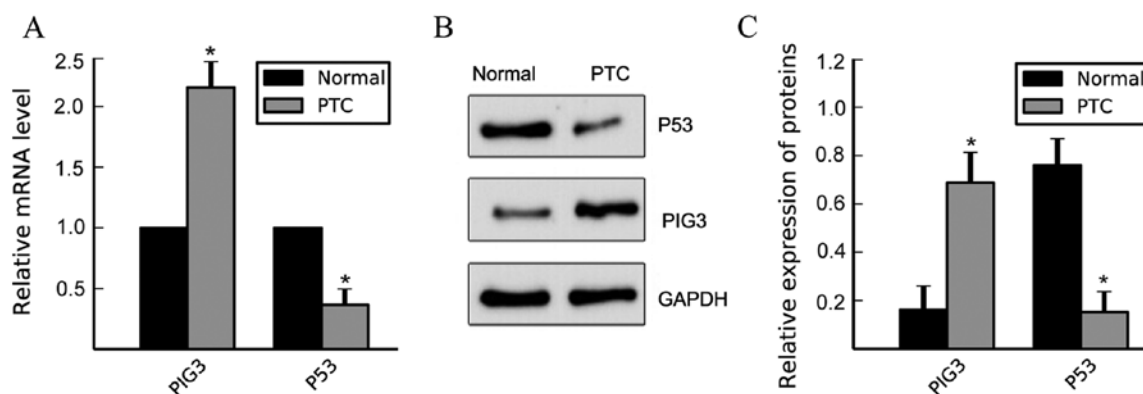 A
Relative mRNA level
2.5
2.0
1.5
1.0
0.5
*
*
Normal
PTC
PIG3
P53
B
Normal PTC
P53
PIG3
GAPDH
C
Relative expression of proteins
1.2
1.0
0.8
0.6
0.4
0.2
*
*
Normal
PTC
PIG3
P53